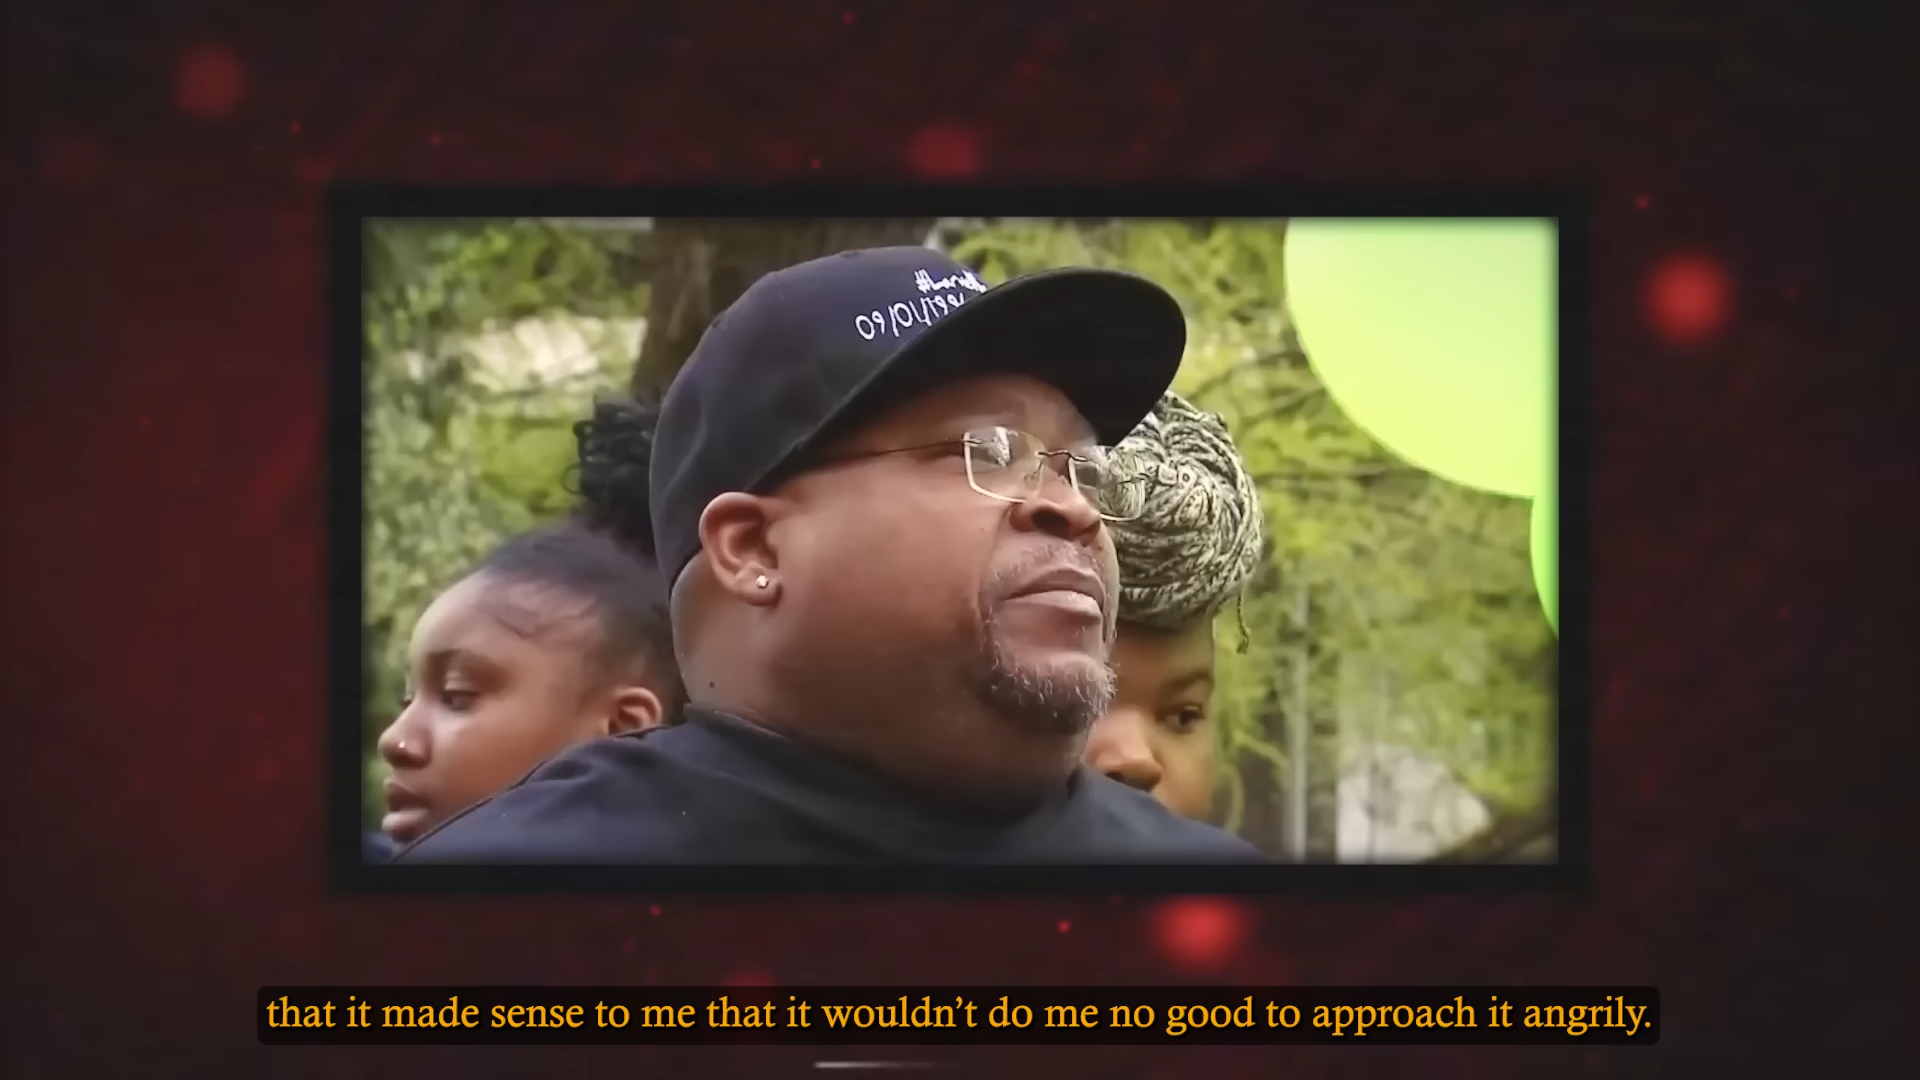 that it made sense to me that it wouldn’t do me no good to approach it angrily.